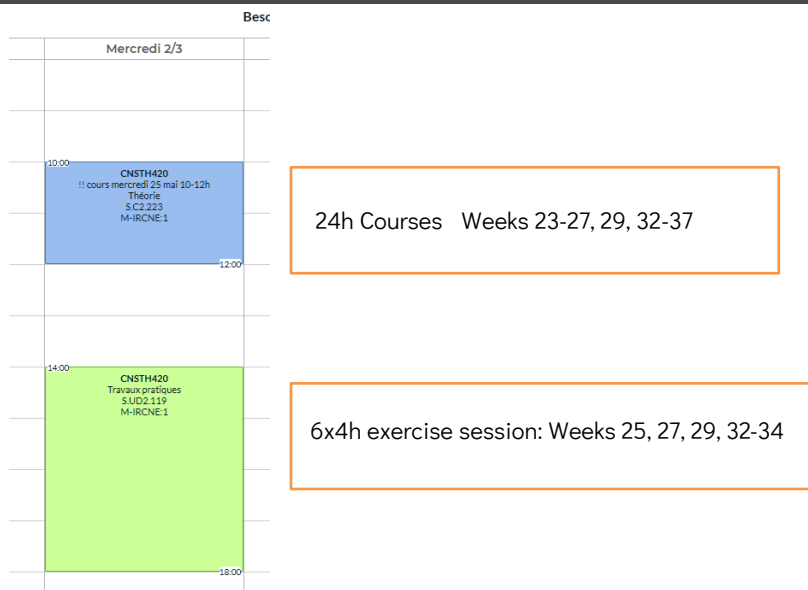 Besc
Mercredi 2/3
10:00
CNSTH420
!! cours mercredi 25 mai 10-12h
Théorie
S.C2.223
M-IRCNE:1
12:00
24h Courses Weeks 23-27, 29, 32-37
14:00
CNSTH420
Travaux pratiques
S.UD2.119
M-IRCNE:1
18:00
6x4h exercise session: Weeks 25, 27, 29, 32-34